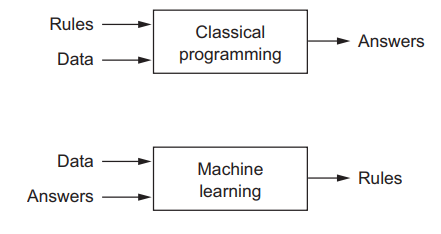 Rules
Data
Classical
programming
Answers
Data
Answers
Machine
learning
Rules